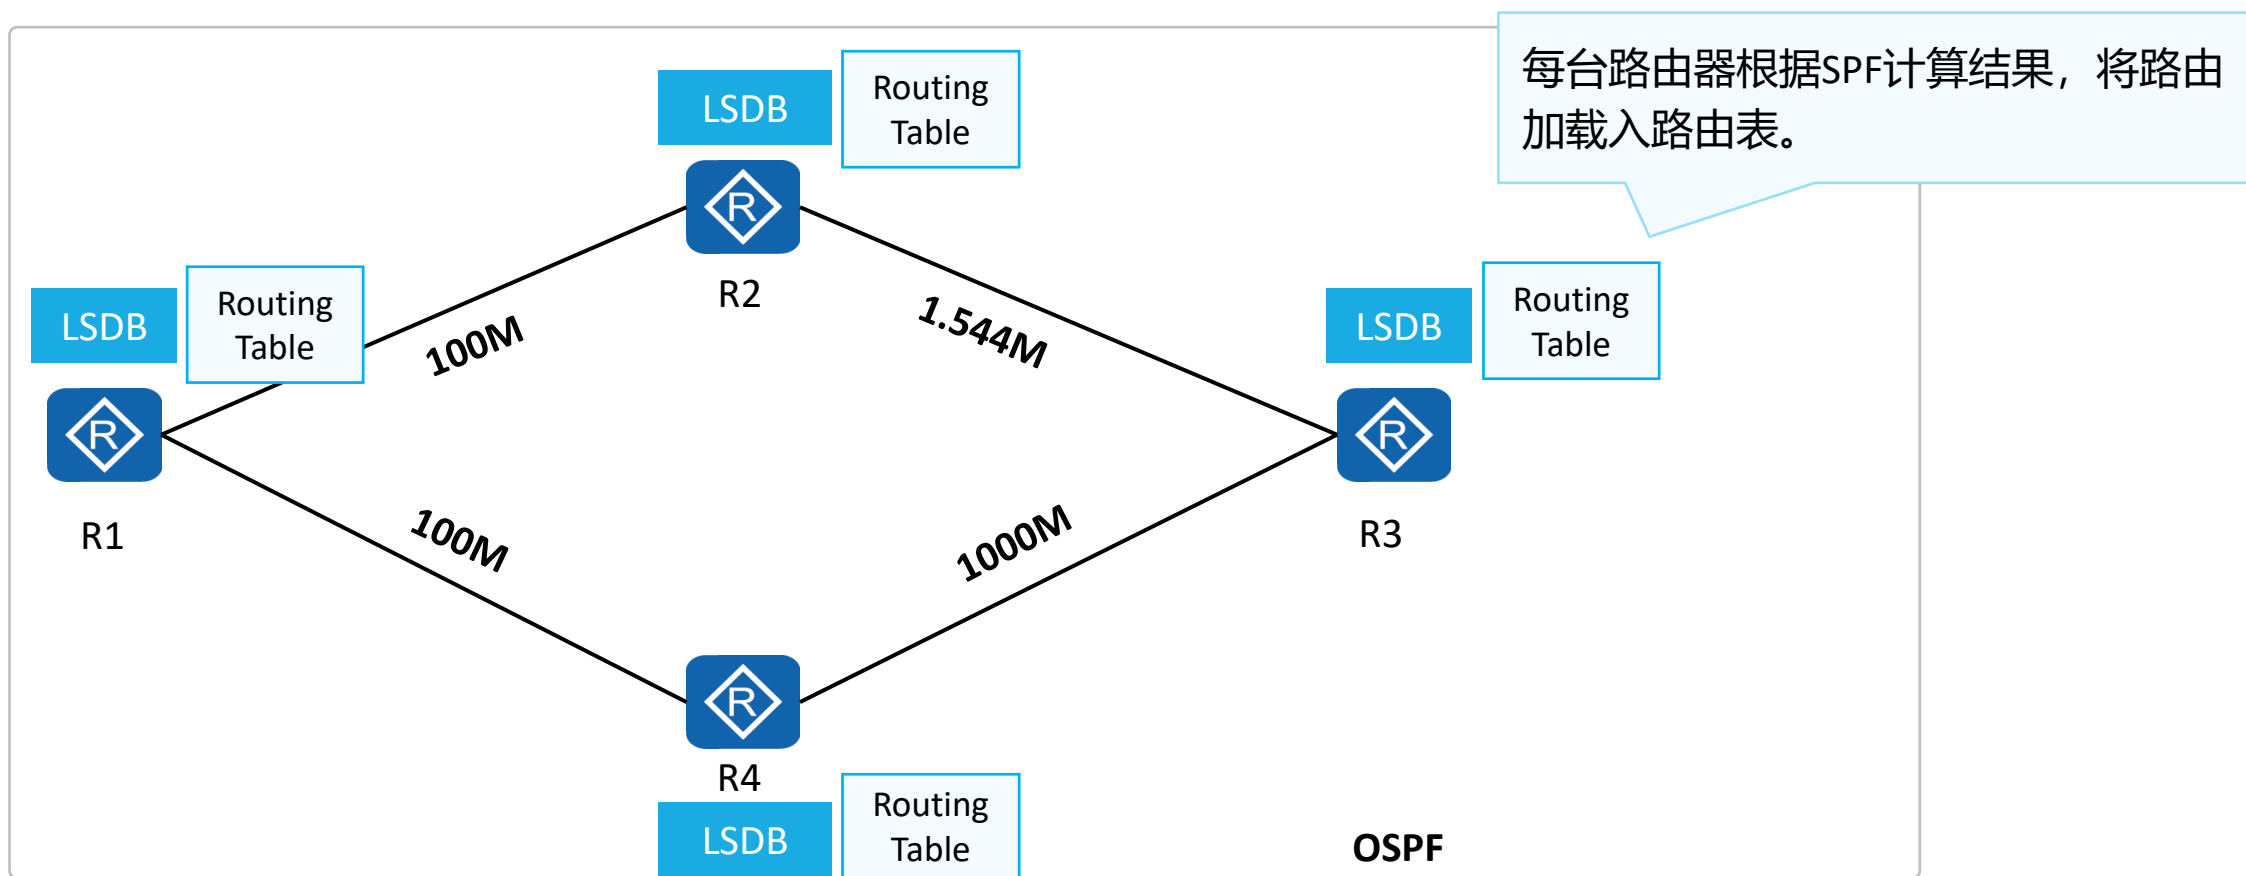 每台路由器根据SPF计算结果，将路由
加载入路由表。
LSDB
Routing
Table
R
R2
LSDB
Routing
Table
R
R1
100M
1.544M
LSDB
Routing
Table
R
R3
100M
1000M
R
R4
LSDB
Routing
Table
OSPF